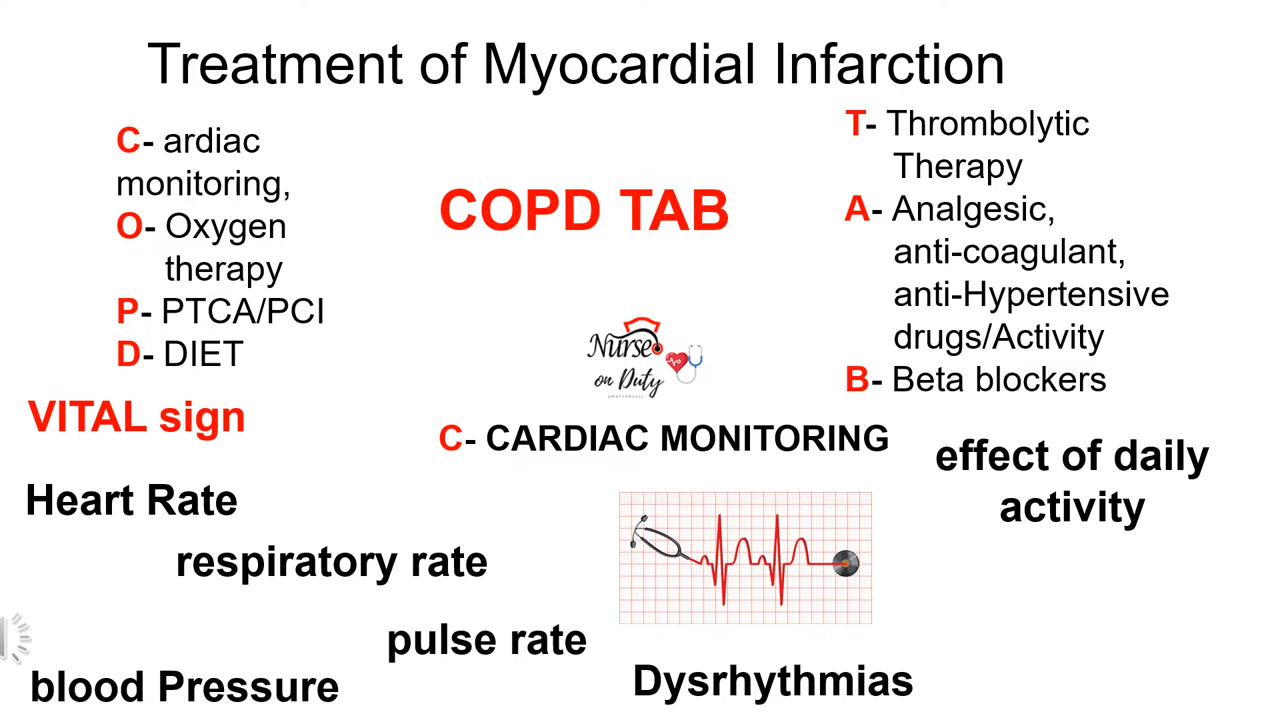 Treatment of Myocardial Infarction
C- ardiac
monitoring,
O- Oxygen
therapy
P- PTCA/PCI
D- DIET
COPD TAB
T- Thrombolytic
Therapy
A- Analgesic,
anti-coagulant,
anti-Hypertensive
drugs/Activity
B- Beta blockers
Nurse
on Duty
VITAL sign
C- CARDIAC MONITORING
effect of daily
activity
Heart Rate
respiratory rate
pulse rate
blood Pressure
Dysrhythmias